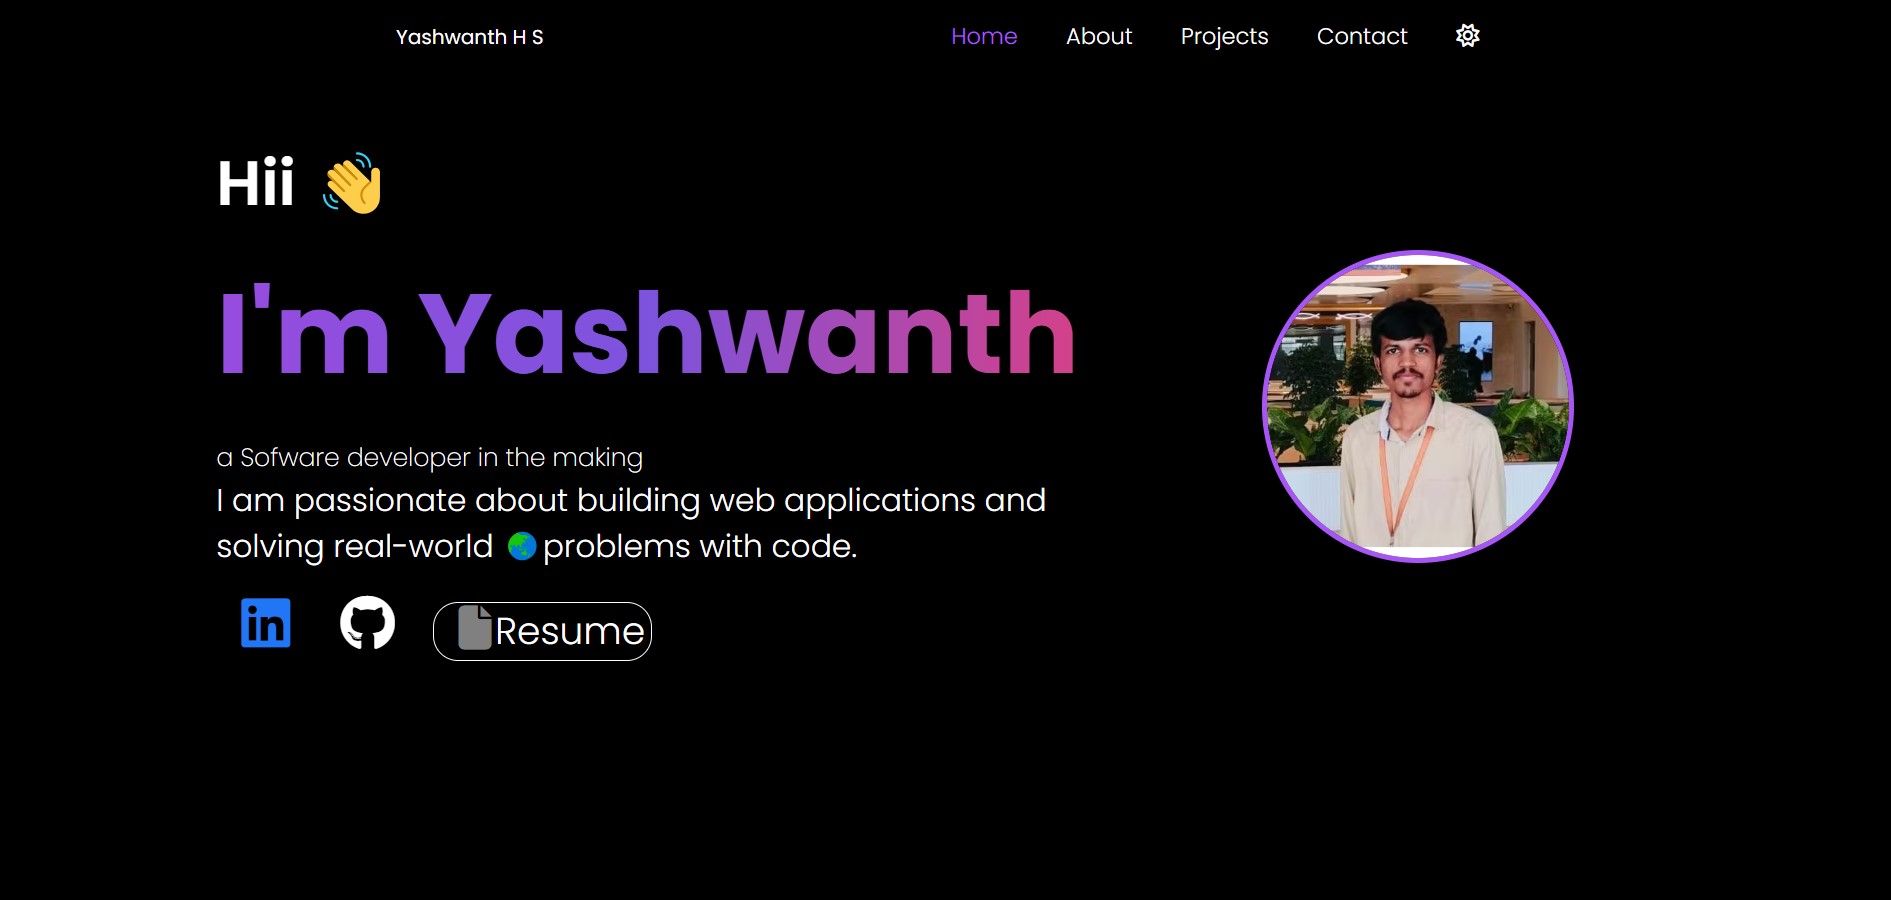 Yashwanth H S
Home About Projects Contact
Hii 👋
I'm Yashwanth
a Sofware developer in the making
I am passionate about building web applications and
solving real-world 🌏 problems with code.
in
Resume